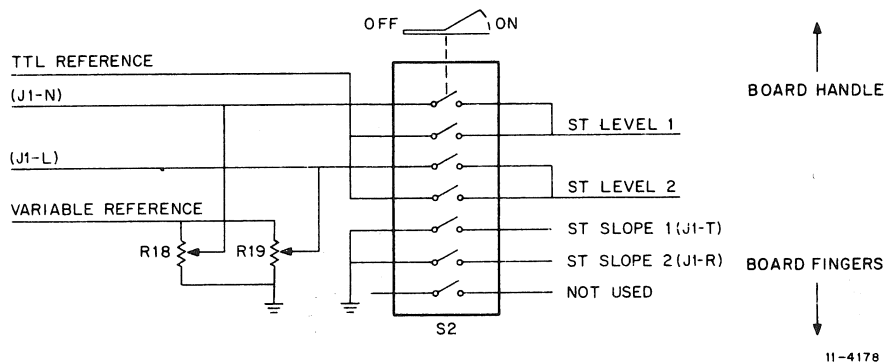 OFF ON
TTL REFERENCE
(J1-N)
BOARD HANDLE
ST LEVEL 1
(J1-L)
ST LEVEL 2
VARIABLE REFERENCE
ST SLOPE 1 (J1-T)
R18 R19
ST SLOPE 2 (J1-R)
BOARD FINGERS
NOT USED
S2
11-4178